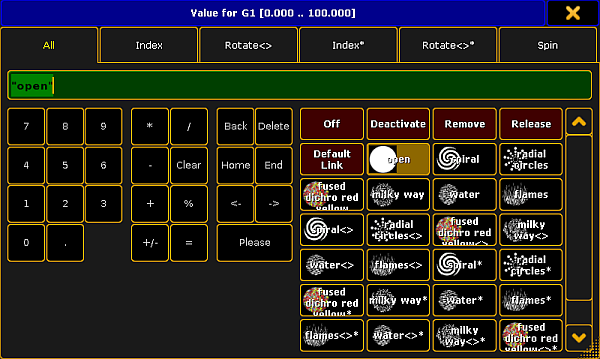 Value for G1 [0.000 .. 100.000]
All Index Rotate<> Index* Rotate<>* Spin
"open"
7 8 9 * / Back Delete
4 5 6 - Clear Home End
1 2 3 + % <- ->
0 . +/- = Please
Off Deactivate Remove Release
Default Link open spiral radial circles
fused dichro red yellow milky way water flames
spiral<> radial circles<> fused dichro red yellow<> milky way<>
water<> flames<> spiral* radial circles*
fused dichro red yellow* milky way* water* flames*
flames<>* water<>* milky way<>* fused dichro red yellow<>*